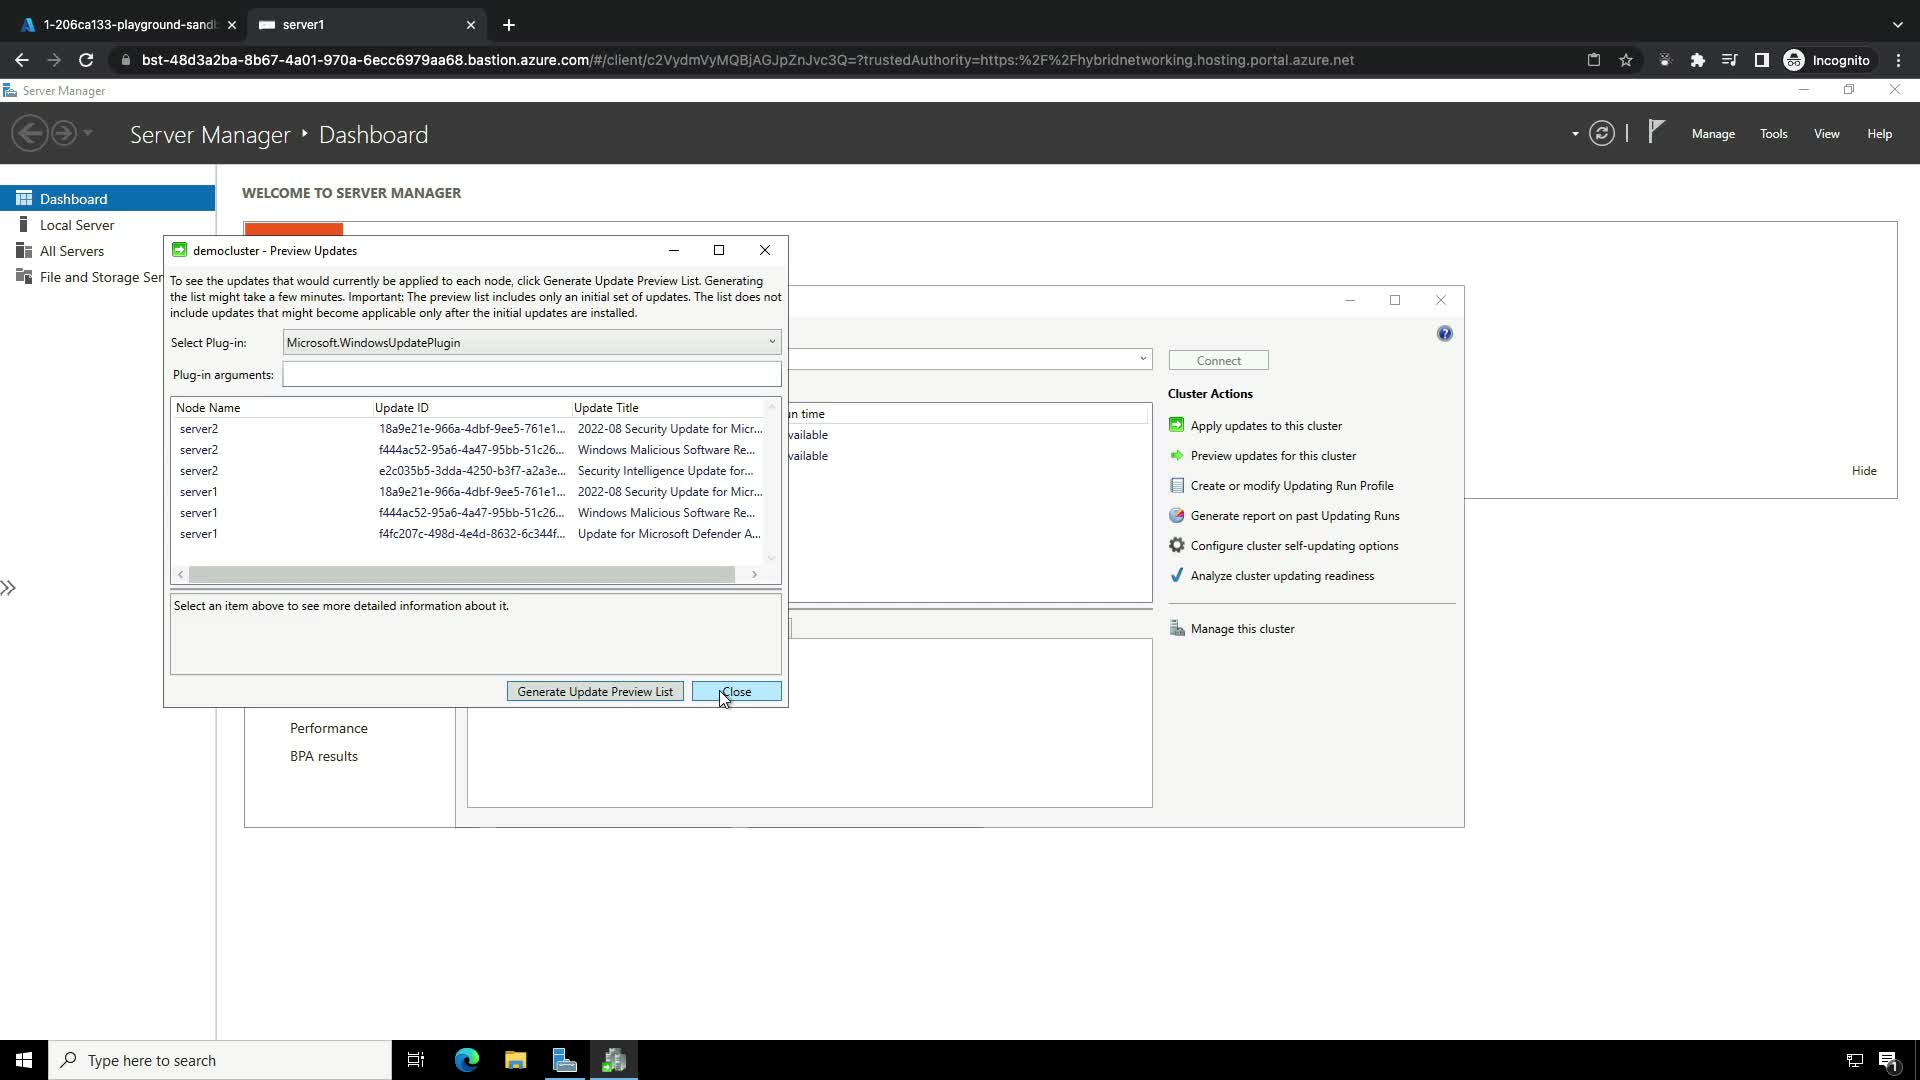 1-206ca133-playground-sand
server1
bst-48d3a2ba-8b67-4a01-970a-6ecc6979aa68.bastion.azure.com/#/client/c2VydmVyMQBjAGJpZnJvc3Q=?trustedAuthority=https:%2F%2Fhybridnetworking.hosting.portal.azure.net
Incognito
Server Manager
Server Manager • Dashboard
Manage Tools View Help
Dashboard
Local Server
All Servers
File and Storage Ser
WELCOME TO SERVER MANAGER
democluster - Preview Updates
To see the updates that would currently be applied to each node, click Generate Update Preview List. Generating
the list might take a few minutes. Important: The preview list includes only an initial set of updates. The list does not
include updates that might become applicable only after the initial updates are installed.
Select Plug-in: Microsoft.WindowsUpdatePlugin
Plug-in arguments:
Node Name Update ID Update Title
server2 18a9e21e-966a-4dbf-9ee5-761e1... 2022-08 Security Update for Micr...
server2 f444ac52-95a6-4a47-95bb-51c26... Windows Malicious Software Re...
server2 e2c035b5-3dda-4250-b3f7-a2a3e... Security Intelligence Update for...
server1 18a9e21e-966a-4dbf-9ee5-761e1... 2022-08 Security Update for Micr...
server1 f444ac52-95a6-4a47-95bb-51c26... Windows Malicious Software Re...
server1 f4fc207c-498d-4e4d-8632-6c344f... Update for Microsoft Defender A...
Select an item above to see more detailed information about it.
Generate Update Preview List Close
un time
vailable
vailable
Connect
Cluster Actions
Apply updates to this cluster
Preview updates for this cluster
Create or modify Updating Run Profile
Generate report on past Updating Runs
Configure cluster self-updating options
Analyze cluster updating readiness
Manage this cluster
Hide
Performance
BPA results
Type here to search
1